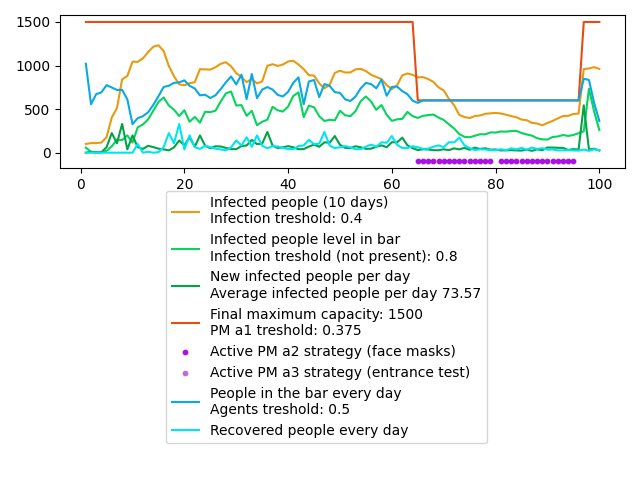 1500
1000
500
0
0
20
40
60
80
100
Infected people (10 days)
Infection treshold: 0.4
Infected people level in bar
Infection treshold (not present): 0.8
New infected people per day
Average infected people per day 73.57
Final maximum capacity: 1500
PM a1 treshold: 0.375
Active PM a2 strategy (face masks)
Active PM a3 strategy (entrance test)
People in the bar every day
Agents treshold: 0.5
Recovered people every day